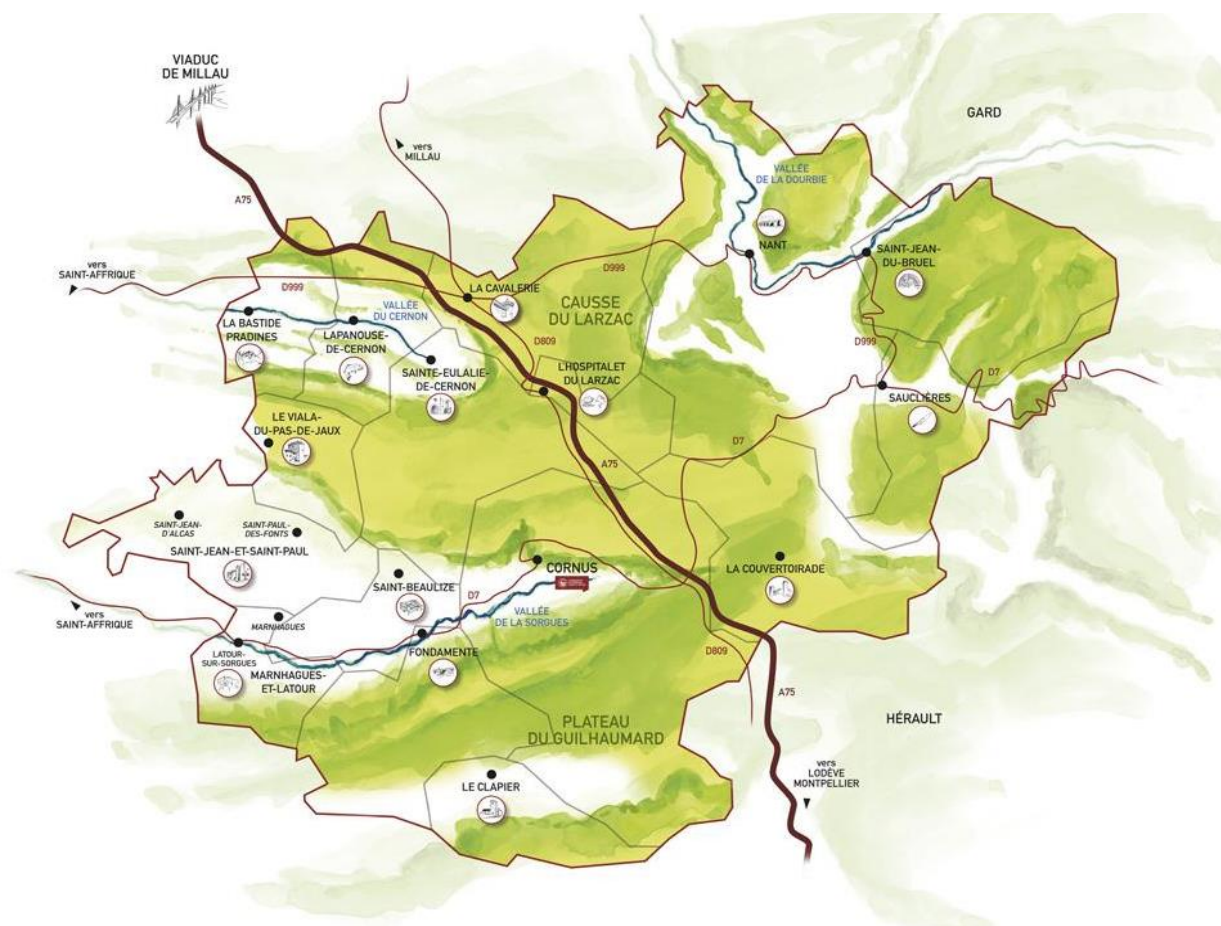 VIADUC
DE MILLAU
GARD
vers
MILLAU
VALLÉE
DE LA DOURBIE
A75
NANT
SAINT-JEAN-
DU-BRUEL
vers
SAINT-AFFRIQUE
D999
D999
LA CAVALERIE
CAUSSE
DU LARZAC
VALLÉE
DU CERNON
LA BASTIDE
PRADINES
LAPANOUSE-
DE-CERNON
SAINTE-EULALIE-
DE-CERNON
D809
L'HOSPITALET
DU LARZAC
D999
D7
SAUCLIÈRES
LE VIALA-
DU-PAS-DE-JAUX
D7
A75
SAINT-JEAN-
D'ALCAS
SAINT-PAUL-
DES-FONTS
SAINT-JEAN-ET-SAINT-PAUL
CORNUS
LA COUVERTOIRADE
SAINT-BEAULIZE
D7
VALLÉE
DE LA SORGUES
vers
SAINT-AFFRIQUE
MARNHAGUES
LATOUR-
SUR-SORGUES
MARNHAGUES-
ET-LATOUR
FONDAMENTE
D809
A75
PLATEAU
DU GUILHAUMARD
HÉRAULT
vers
LODÈVE
MONTPELLIER
LE CLAPIER